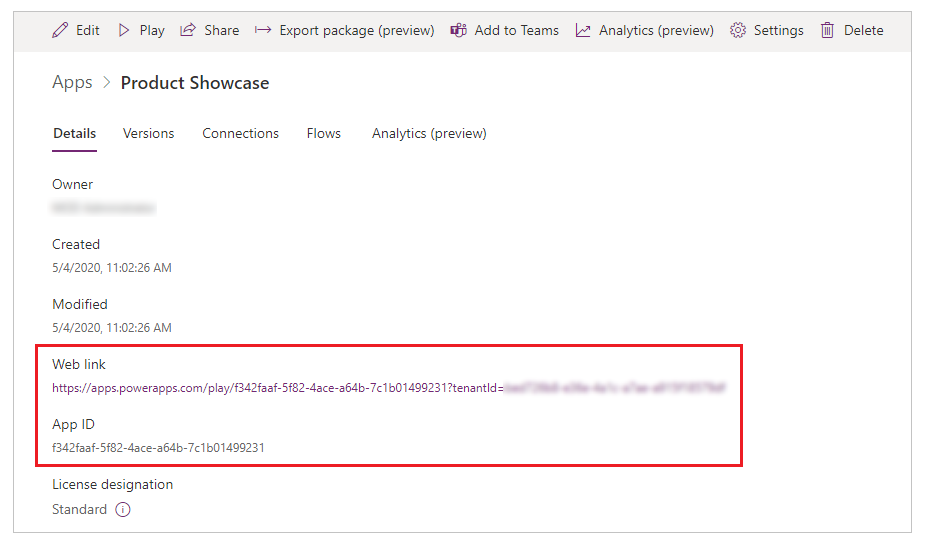 Edit Play Share Export package (preview) Add to Teams Analytics (preview) Settings Delete
Apps > Product Showcase
Details Versions Connections Flows Analytics (preview)
Owner
Created
5/4/2020, 11:02:26 AM
Modified
5/4/2020, 11:02:26 AM
Web link
https://apps.powerapps.com/play/f342faaf-5f82-4ace-a64b-7c1b01499231?tenantId=
App ID
f342faaf-5f82-4ace-a64b-7c1b01499231
License designation
Standard